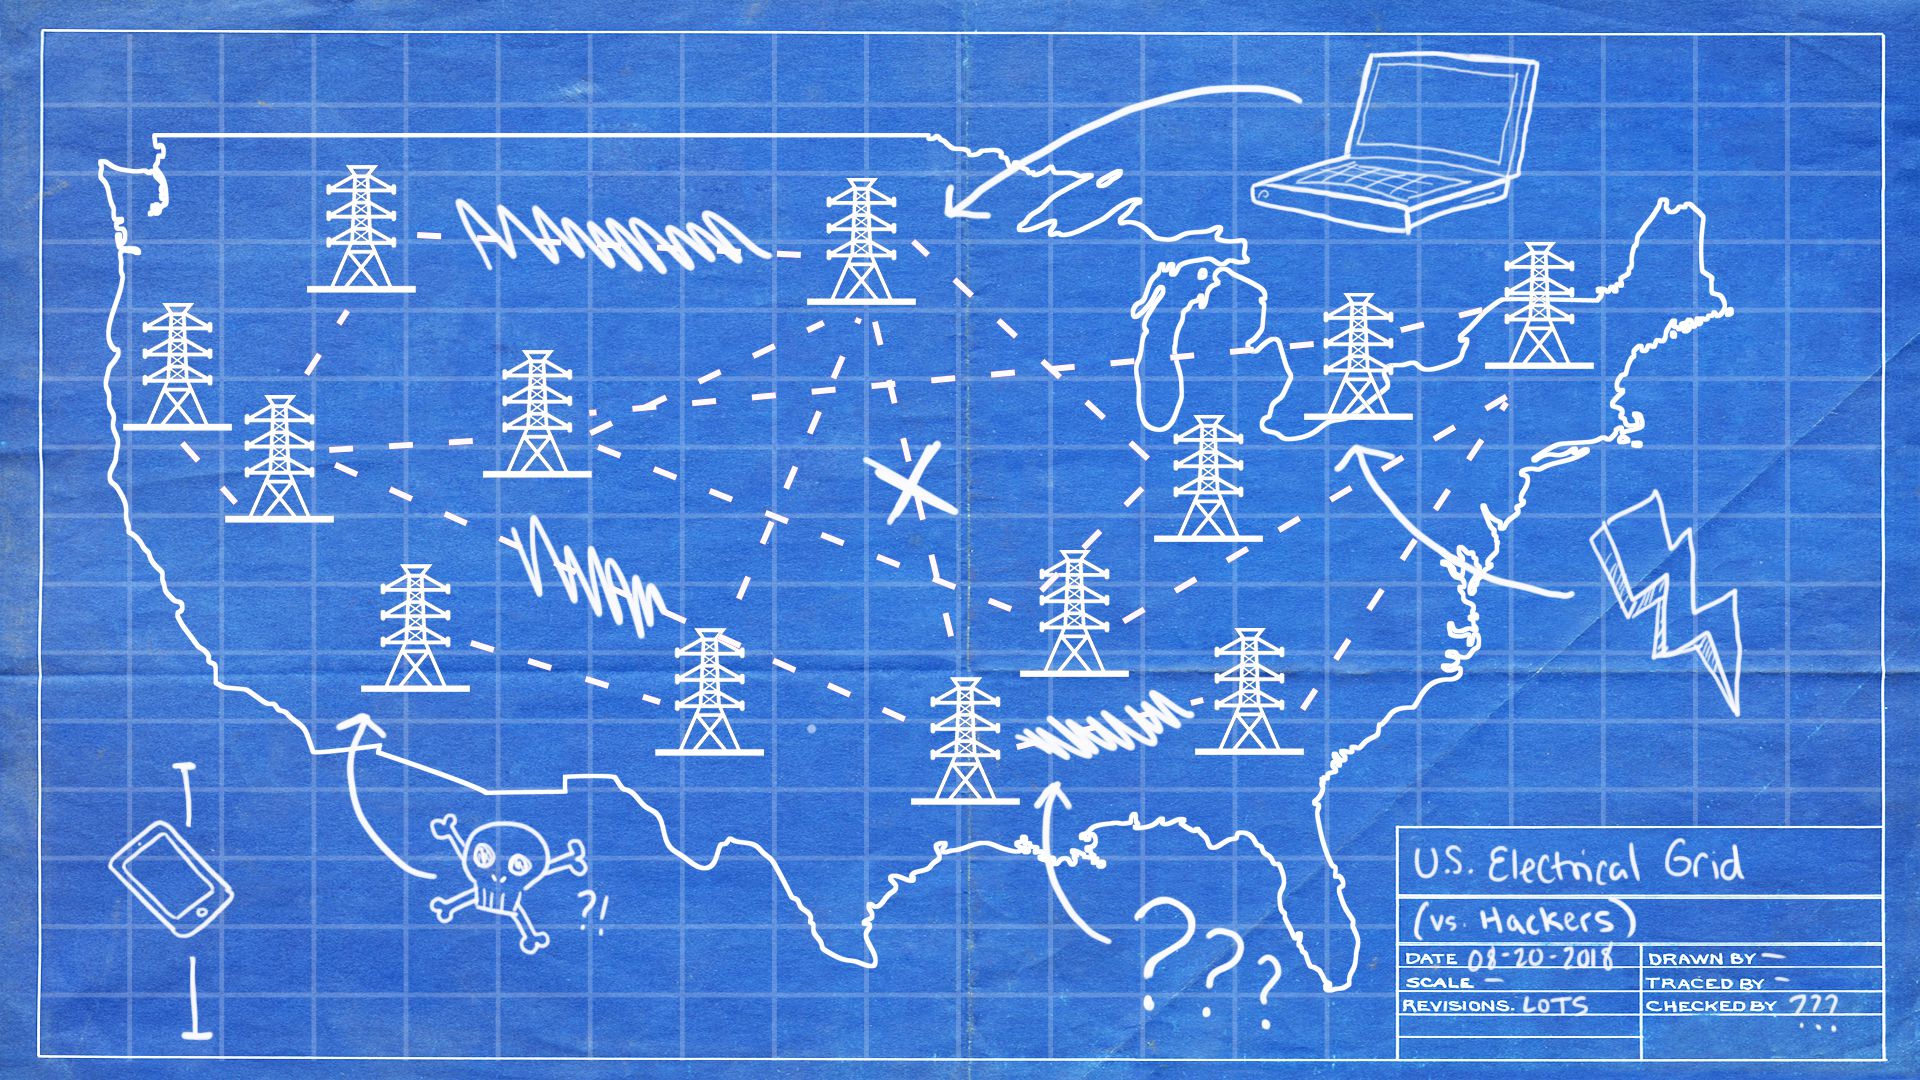 ?!
? ? ?
U.S. Electrical Grid
(vs. Hackers)
DATE 08-20-2018
DRAWN BY —
SCALE —
TRACED BY –
REVISIONS. LOTS
CHECKED BY ???